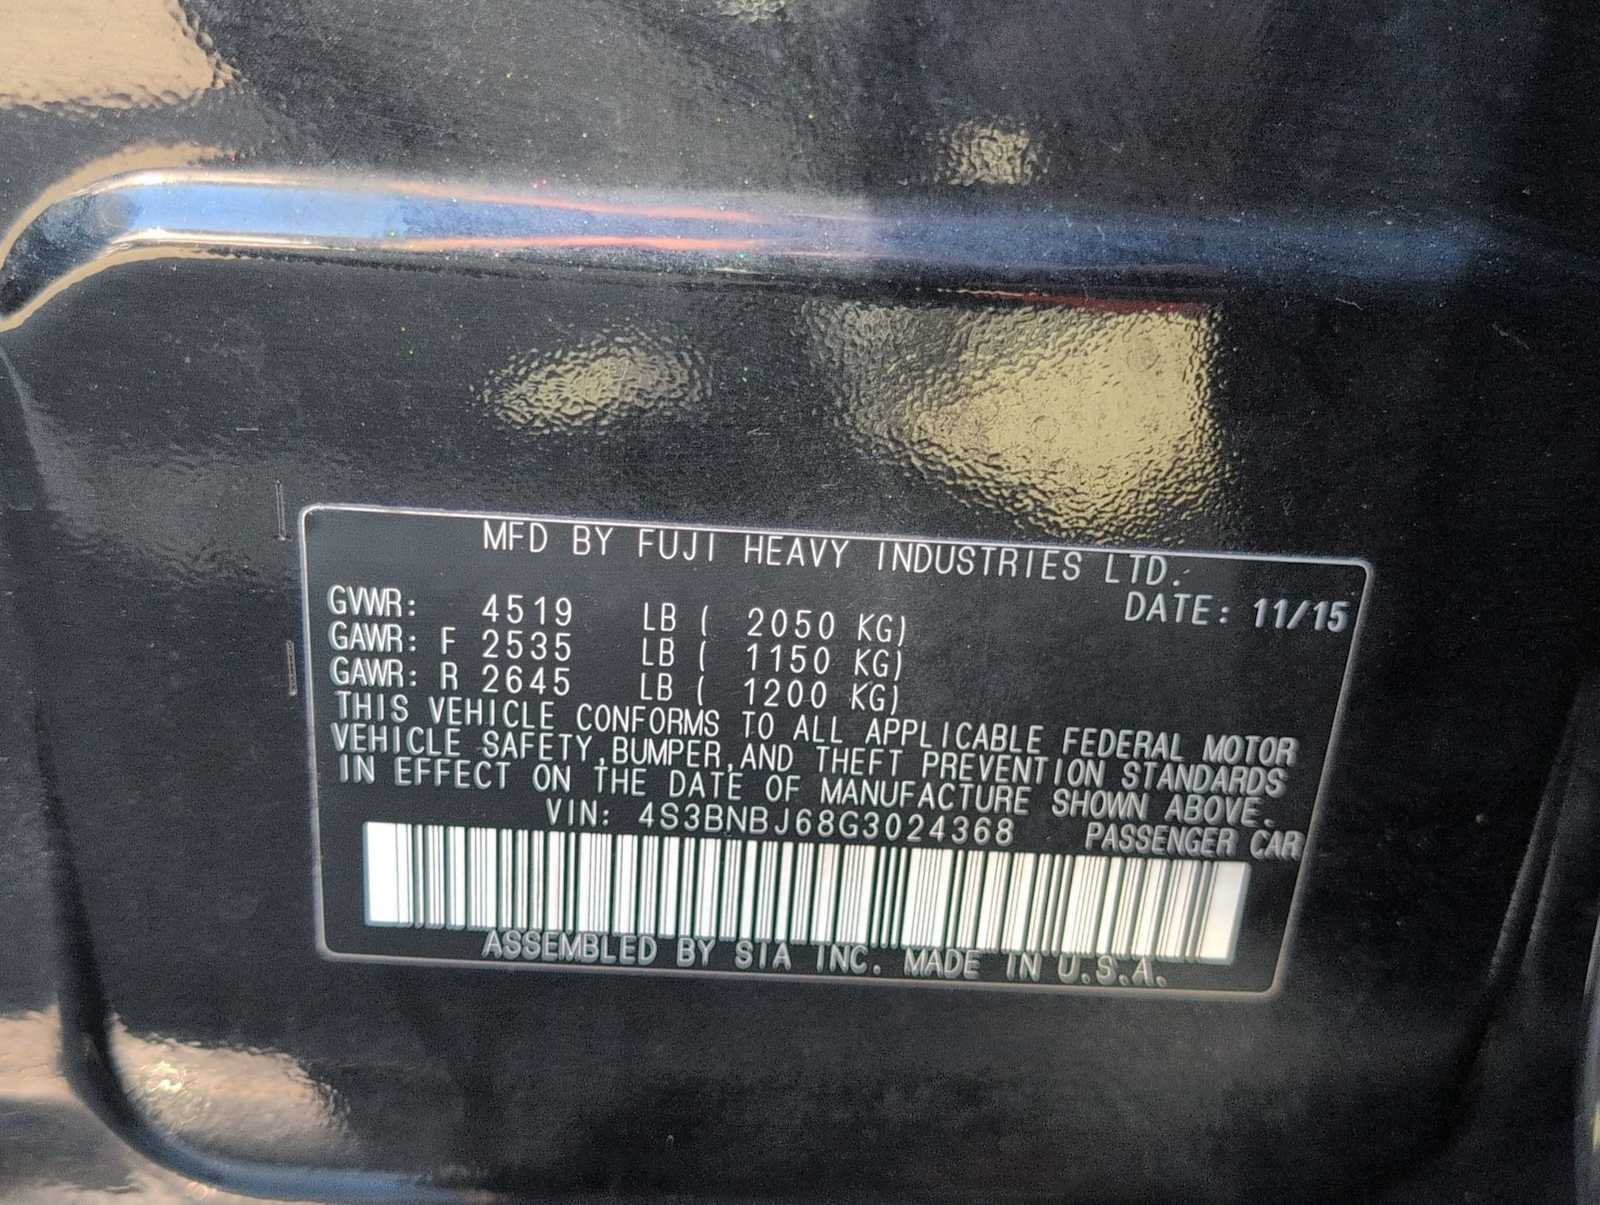 MFD BY FUJI HEAVY INDUSTRIES LTD.
DATE: 11/15
GVWR: 4519 LB ( 2050 KG)
GAWR: F 2535 LB ( 1150 KG)
GAWR: R 2645 LB ( 1200 KG)
THIS VEHICLE CONFORMS TO ALL APPLICABLE FEDERAL MOTOR
VEHICLE SAFETY,BUMPER,AND THEFT PREVENTION STANDARDS
IN EFFECT ON THE DATE OF MANUFACTURE SHOWN ABOVE.
VIN: 4S3BNBJ68G3024368 PASSENGER CAR
ASSEMBLED BY SIA INC. MADE IN U.S.A.